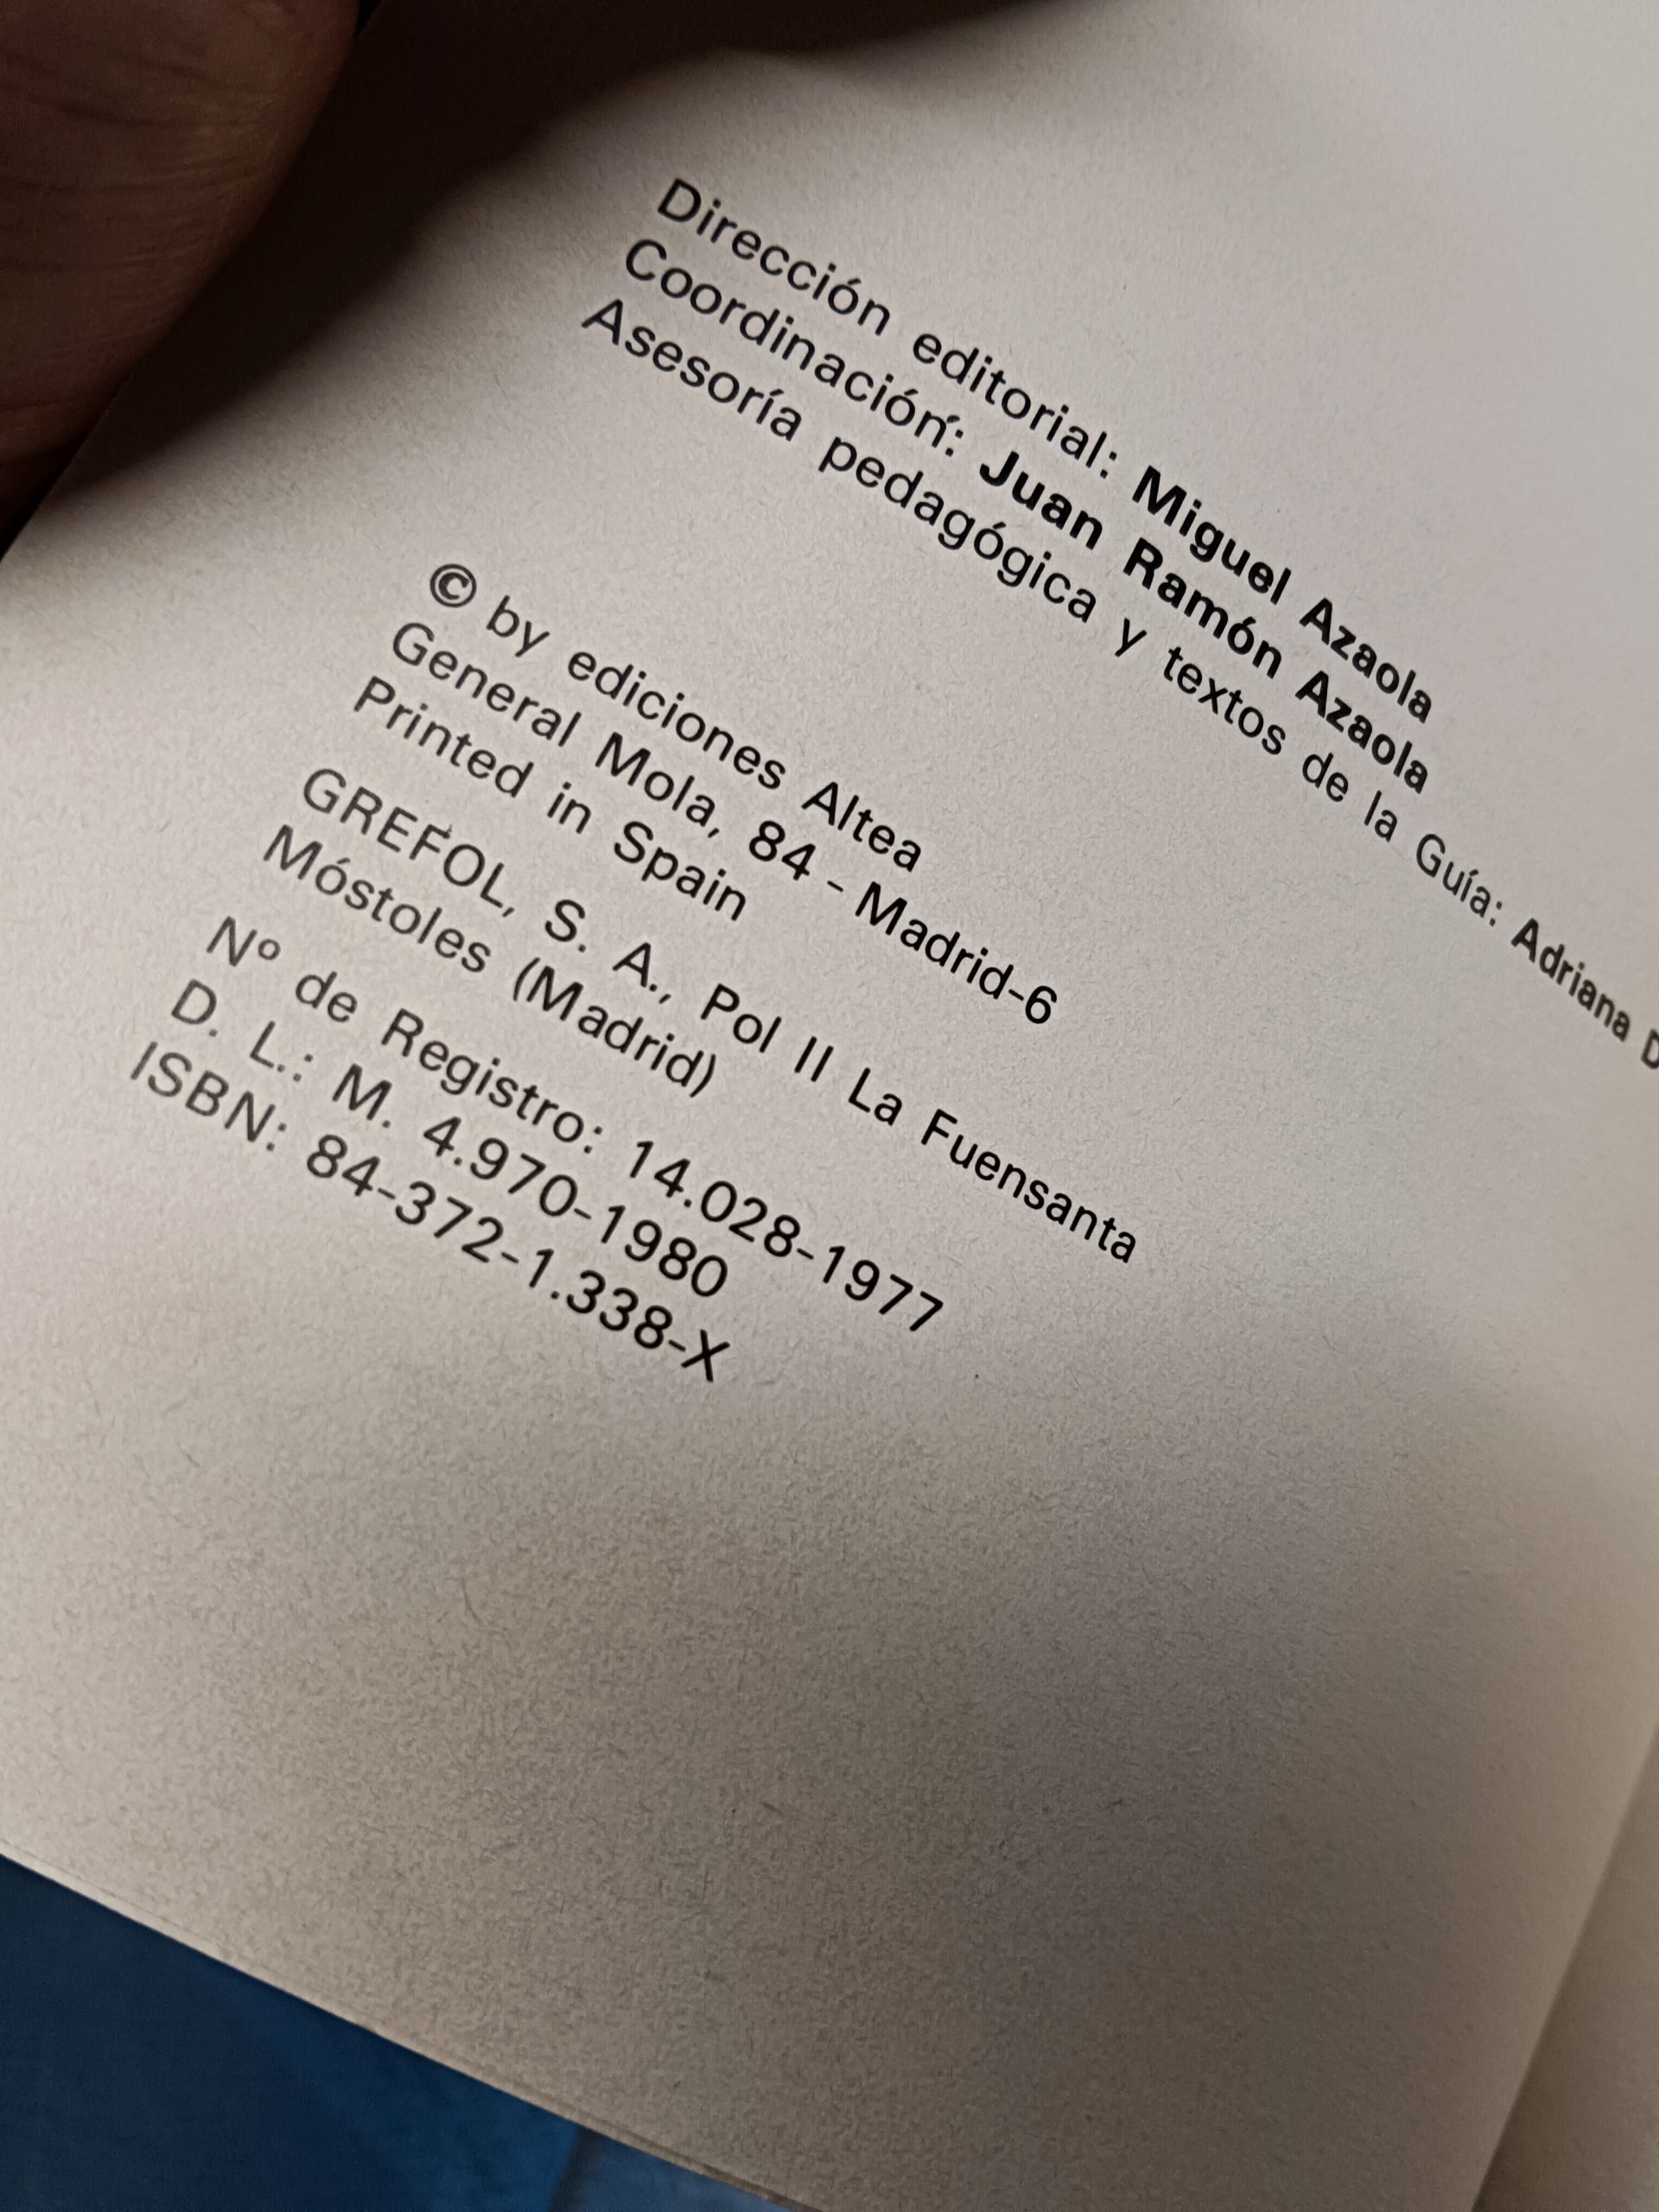 Dirección editorial: Miguel Azaola
Coordinación: Juan Ramón Azaola
Asesoría pedagógica y textos de la Guía: Adriana D
© by ediciones Altea
General Mola, 84 - Madrid-6
Printed in Spain
GREFOL, S. A., Pol II La Fuensanta
Móstoles (Madrid)
Nº de Registro: 14.028-1977
D. L.: M. 4.970-1980
ISBN: 84-372-1.338-X